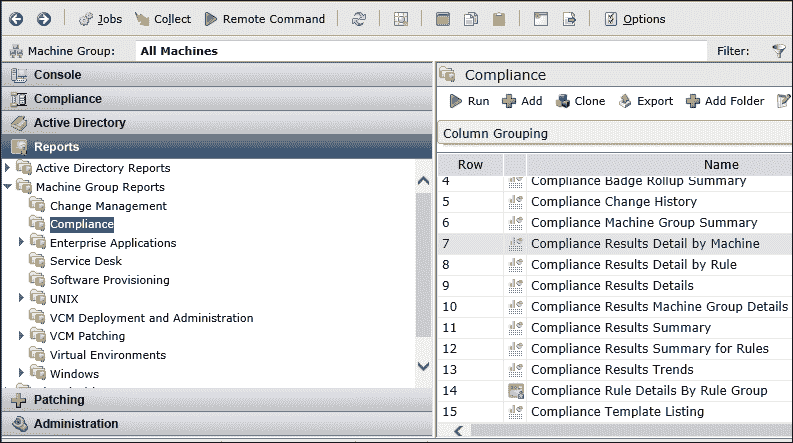 Jobs Collect Remote Command Options
Machine Group: All Machines Filter:
Console
Compliance
Active Directory
Reports
Active Directory Reports
Machine Group Reports
Change Management
Compliance
Enterprise Applications
Service Desk
Software Provisioning
UNIX
VCM Deployment and Administration
VCM Patching
Virtual Environments
Windows
Patching
Administration
Compliance
Run Add Clone Export Add Folder
Column Grouping
Row Name
4 Compliance Badge Rollup Summary
5 Compliance Change History
6 Compliance Machine Group Summary
7 Compliance Results Detail by Machine
8 Compliance Results Detail by Rule
9 Compliance Results Details
10 Compliance Results Machine Group Details
11 Compliance Results Summary
12 Compliance Results Summary for Rules
13 Compliance Results Trends
14 Compliance Rule Details By Rule Group
15 Compliance Template Listing